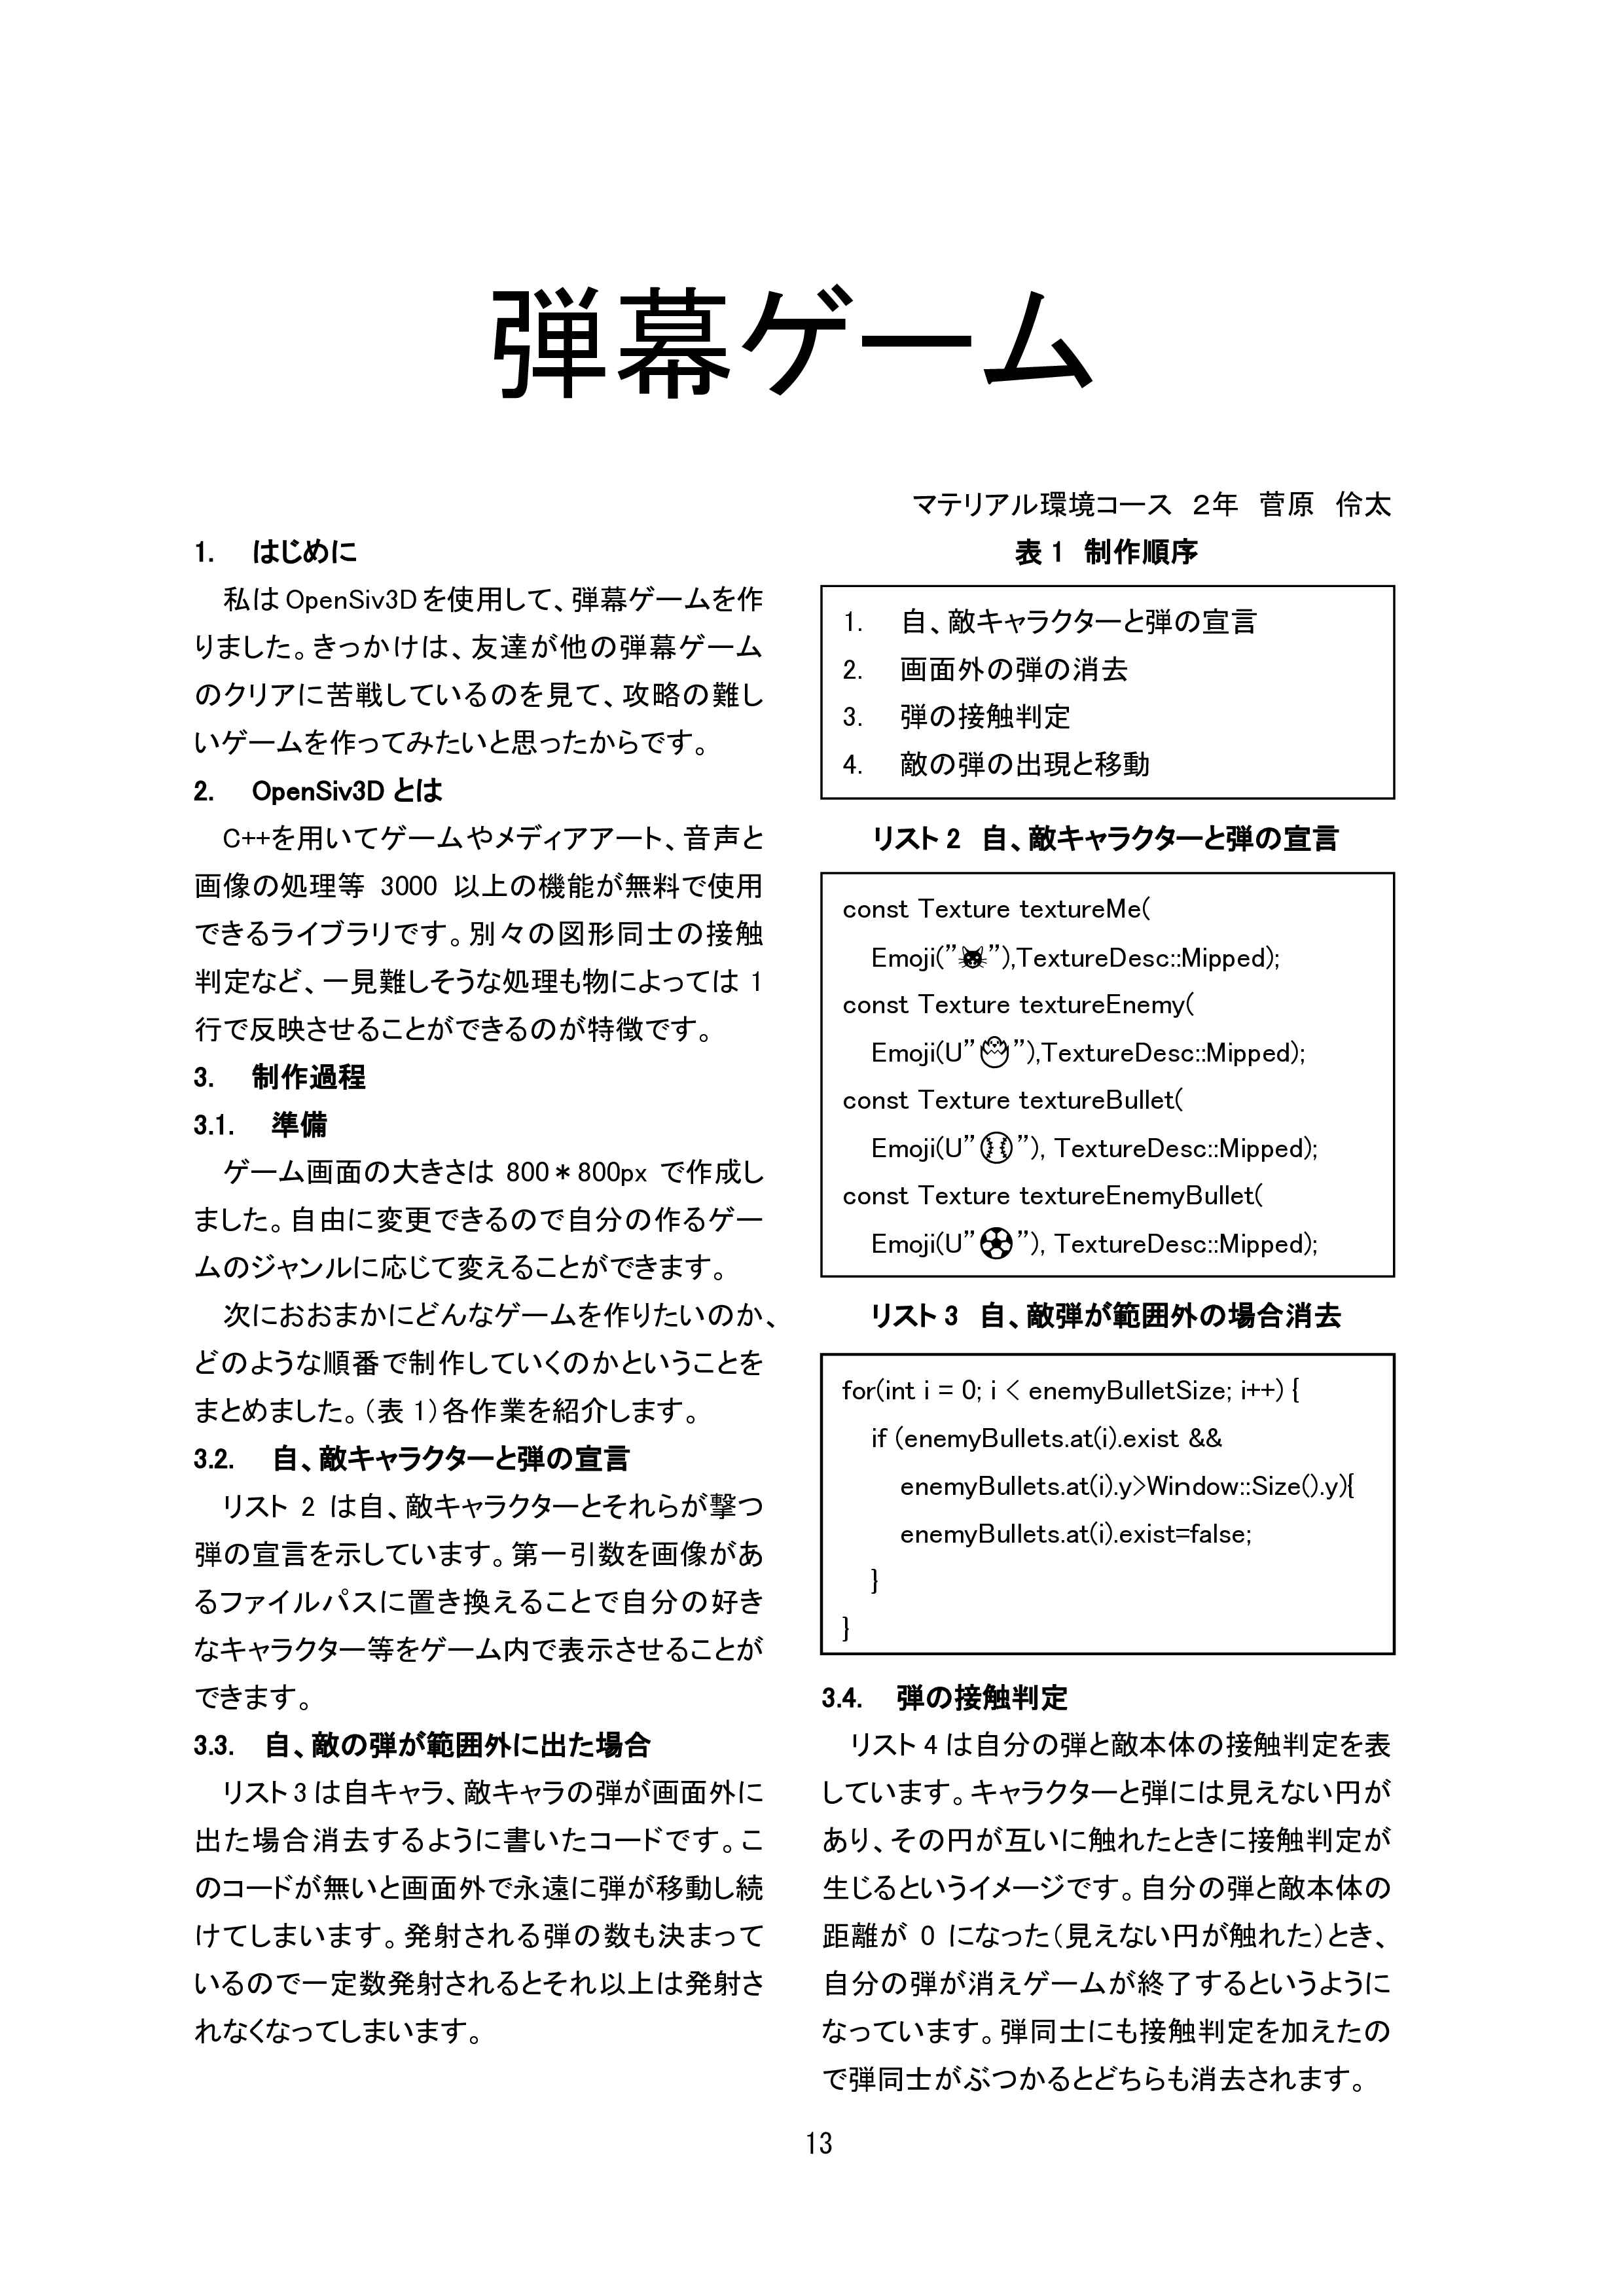 弾幕ゲーム
マテリアル環境コース 2年 菅原 伶太
1. はじめに
私は OpenSiv3D を使用して、弾幕ゲームを作
りました。きっかけは、友達が他の弾幕ゲーム
のクリアに苦戦しているのを見て、攻略の難し
いゲームを作ってみたいと思ったからです。
2. OpenSiv3D とは
C++を用いてゲームやメディアアート、音声と
画像の処理等 3000 以上の機能が無料で使用
できるライブラリです。別々の図形同士の接触
判定など、一見難しそうな処理も物によっては 1
行で反映させることができるのが特徴です。
3. 制作過程
3.1. 準備
ゲーム画面の大きさは 800*800px で作成し
ました。自由に変更できるので自分の作るゲー
ムのジャンルに応じて変えることができます。
次におおまかにどんなゲームを作りたいのか、
どのような順番で制作していくのかということを
まとめました。(表 1)各作業を紹介します。
3.2. 自、敵キャラクターと弾の宣言
リスト 2 は自、敵キャラクターとそれらが撃つ
弾の宣言を示しています。第一引数を画像があ
るファイルパスに置き換えることで自分の好き
なキャラクター等をゲーム内で表示させることが
できます。
3.3. 自、敵の弾が範囲外に出た場合
リスト 3 は自キャラ、敵キャラの弾が画面外に
出た場合消去するように書いたコードです。こ
のコードが無いと画面外で永遠に弾が移動し続
けてしまいます。発射される弾の数も決まって
いるので一定数発射されるとそれ以上は発射さ
れなくなってしまいます。
表 1 制作順序
1. 自、敵キャラクターと弾の宣言
2. 画面外の弾の消去
3. 弾の接触判定
4. 敵の弾の出現と移動
リスト 2 自、敵キャラクターと弾の宣言
const Texture textureMe(
Emoji(”🐱”),TextureDesc::Mipped);
const Texture textureEnemy(
Emoji(U”🐣”),TextureDesc::Mipped);
const Texture textureBullet(
Emoji(U”⚾”), TextureDesc::Mipped);
const Texture textureEnemyBullet(
Emoji(U”⚽”), TextureDesc::Mipped);
リスト 3 自、敵弾が範囲外の場合消去
for(int i = 0; i < enemyBulletSize; i++) {
if (enemyBullets.at(i).exist &&
enemyBullets.at(i).y>Window::Size().y){
enemyBullets.at(i).exist=false;
}
}
3.4. 弾の接触判定
リスト 4 は自分の弾と敵本体の接触判定を表
しています。キャラクターと弾には見えない円が
あり、その円が互いに触れたときに接触判定が
生じるというイメージです。自分の弾と敵本体の
距離が 0 になった(見えない円が触れた)とき、
自分の弾が消えゲームが終了するというように
なっています。弾同士にも接触判定を加えたの
で弾同士がぶつかるとどちらも消去されます。
13